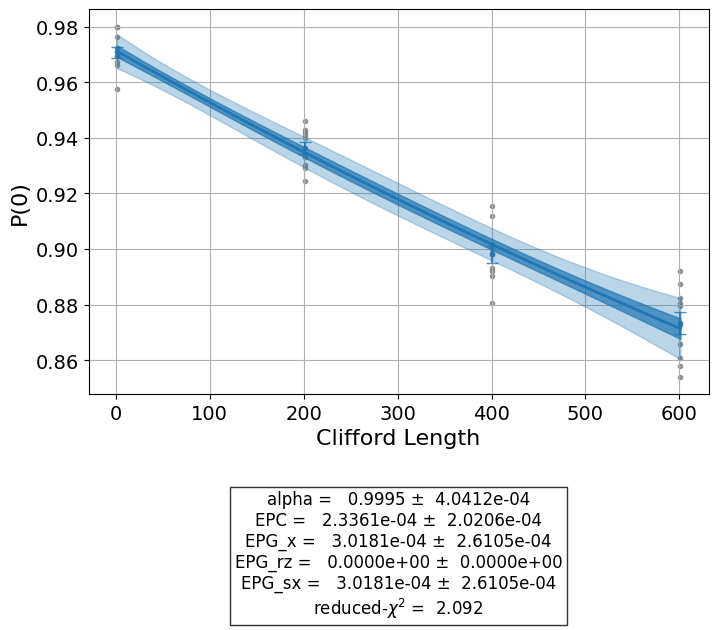 0.98
0.96
0.94
0.92
0.90
0.88
0.86
P(0)
0 100 200 300 400 500 600
Clifford Length
alpha = 0.9995 ± 4.0412e-04
EPC = 2.3361e-04 ± 2.0206e-04
EPG_x = 3.0181e-04 ± 2.6105e-04
EPG_rz = 0.0000e+00 ± 0.0000e+00
EPG_sx = 3.0181e-04 ± 2.6105e-04
reduced-χ² = 2.092